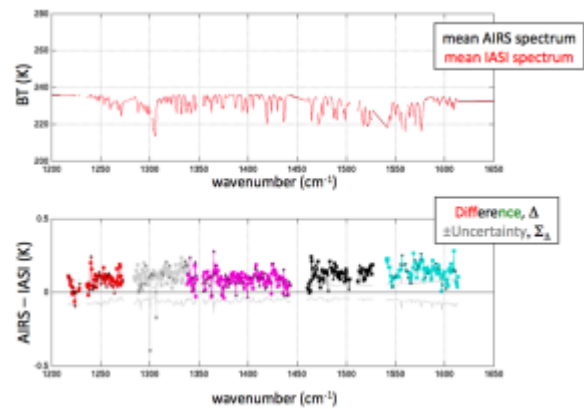 280
260
240
220
200
BT (K)
mean AIRS spectrum
mean IASI spectrum
1200 1250 1300 1350 1400 1450 1500 1550 1600 1650
wavenumber (cm⁻¹)
0.5
0
-0.5
AIRS – IASI (K)
Difference, Δ
±Uncertainty, Σ_Δ
1200 1250 1300 1350 1400 1450 1500 1550 1600 1650
wavenumber (cm⁻¹)